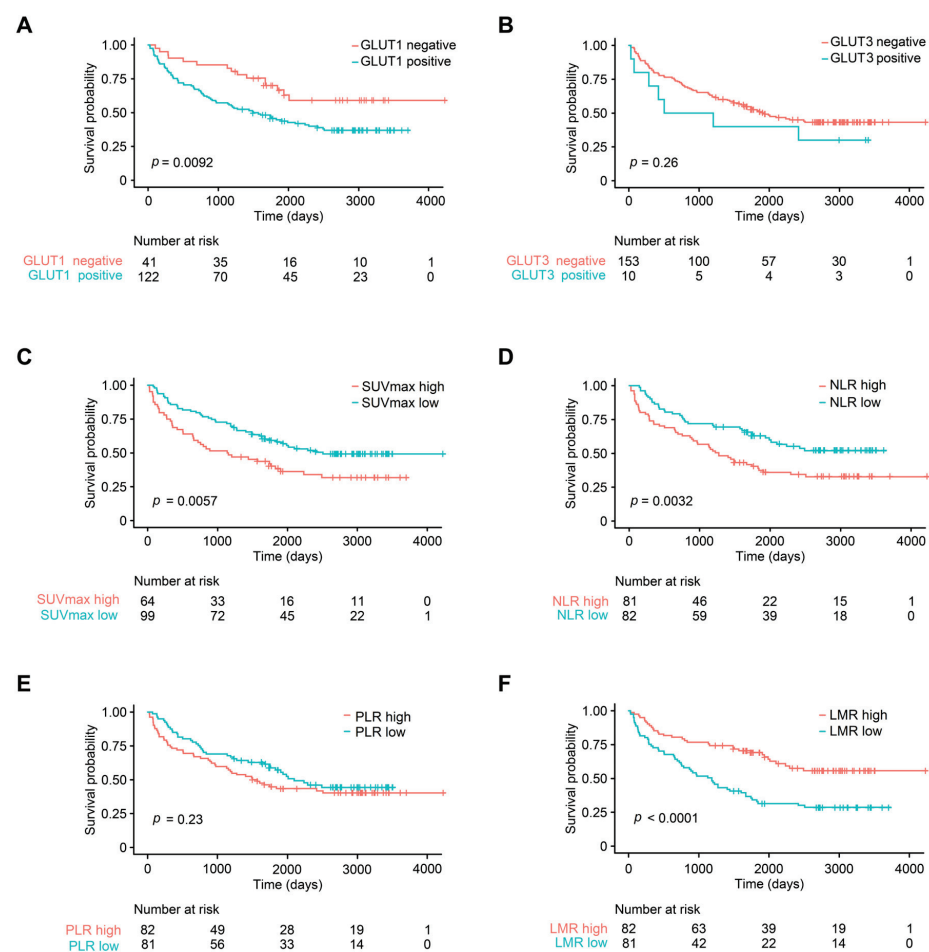 A
1.00
0.75
0.50
0.25
0
Survival probability
GLUT1 negative
GLUT1 positive
p = 0.0092
0 1000 2000 3000 4000
Time (days)
Number at risk
GLUT1 negative 41 35 16 10 1
GLUT1 positive 122 70 45 23 0
B
1.00
0.75
0.50
0.25
0
Survival probability
GLUT3 negative
GLUT3 positive
p = 0.26
0 1000 2000 3000 4000
Time (days)
Number at risk
GLUT3 negative 153 100 57 30 1
GLUT3 positive 10 5 4 3 0
C
1.00
0.75
0.50
0.25
0
Survival probability
SUVmax high
SUVmax low
p = 0.0057
0 1000 2000 3000 4000
Time (days)
Number at risk
SUVmax high 64 33 16 11 0
SUVmax low 99 72 45 22 1
D
1.00
0.75
0.50
0.25
0
Survival probability
NLR high
NLR low
p = 0.0032
0 1000 2000 3000 4000
Time (days)
Number at risk
NLR high 81 46 22 15 1
NLR low 82 59 39 18 0
E
1.00
0.75
0.50
0.25
0
Survival probability
PLR high
PLR low
p = 0.23
0 1000 2000 3000 4000
Time (days)
Number at risk
PLR high 82 49 28 19 1
PLR low 81 56 33 14 0
F
1.00
0.75
0.50
0.25
0
Survival probability
LMR high
LMR low
p < 0.0001
0 1000 2000 3000 4000
Time (days)
Number at risk
LMR high 82 63 39 19 1
LMR low 81 42 22 14 0